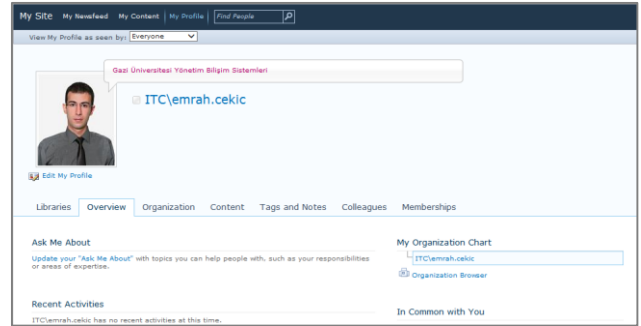 My Site My Newsfeed My Content My Profile Find People
View My Profile as seen by: Everyone
Gazi Üniversitesi Yönetim Bilişim Sistemleri
ITC\emrah.cekic
Edit My Profile
Libraries Overview Organization Content Tags and Notes Colleagues Memberships
Ask Me About
Update your "Ask Me About" with topics you can help people with, such as your responsibilities
or areas of expertise.
Recent Activities
ITC\emrah.cekic has no recent activities at this time.
My Organization Chart
ITC\emrah.cekic
Organization Browser
In Common with You